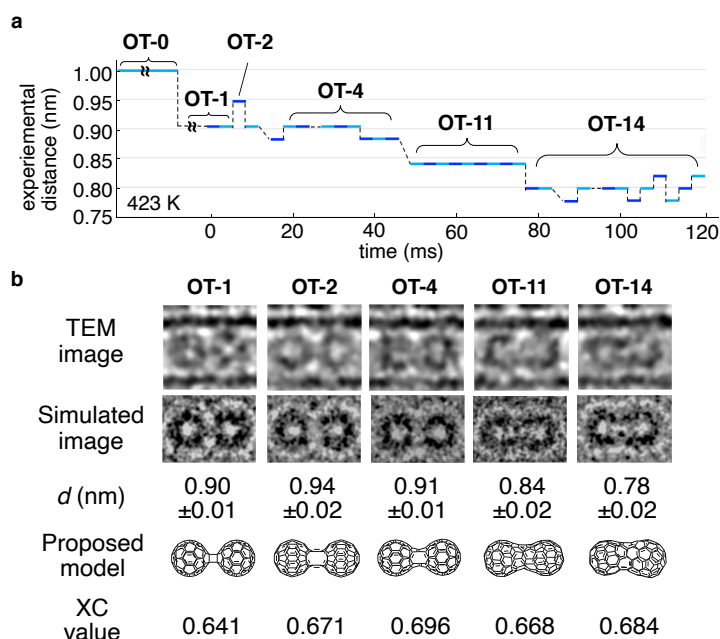 a
OT-0
OT-2
OT-1
OT-4
OT-11
OT-14
1.00
0.95
0.90
0.85
0.80
0.75
experiemental
distance (nm)
423 K
0 20 40 60 80 100 120
time (ms)
b
OT-1 OT-2 OT-4 OT-11 OT-14
TEM
image
Simulated
image
d (nm)
0.90 0.94 0.91 0.84 0.78
±0.01 ±0.02 ±0.01 ±0.02 ±0.02
Proposed
model
XC
value
0.641 0.671 0.696 0.668 0.684